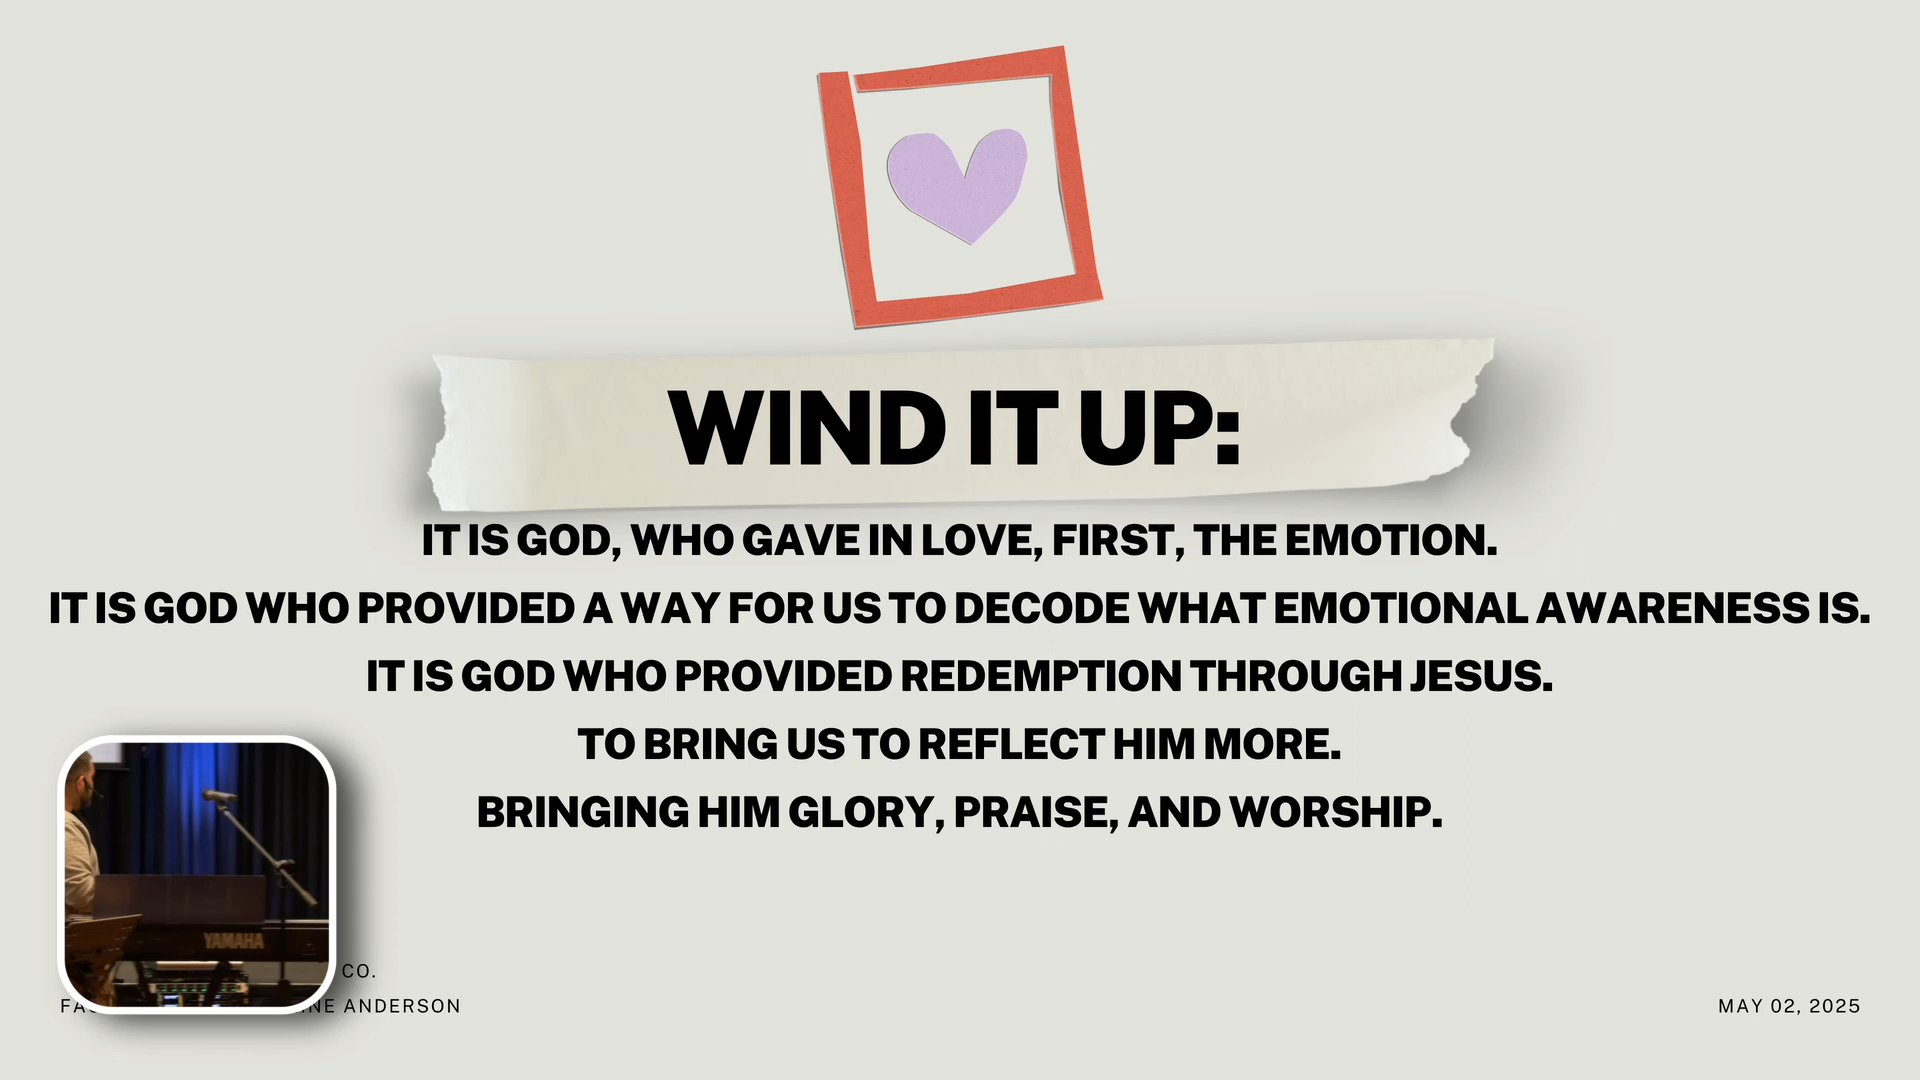 WIND IT UP:
IT IS GOD, WHO GAVE IN LOVE, FIRST, THE EMOTION.
IT IS GOD WHO PROVIDED A WAY FOR US TO DECODE WHAT EMOTIONAL AWARENESS IS.
IT IS GOD WHO PROVIDED REDEMPTION THROUGH JESUS.
TO BRING US TO REFLECT HIM MORE.
BRINGING HIM GLORY, PRAISE, AND WORSHIP.
YAMAHA
CO.
ANDERSON
MAY 02, 2025